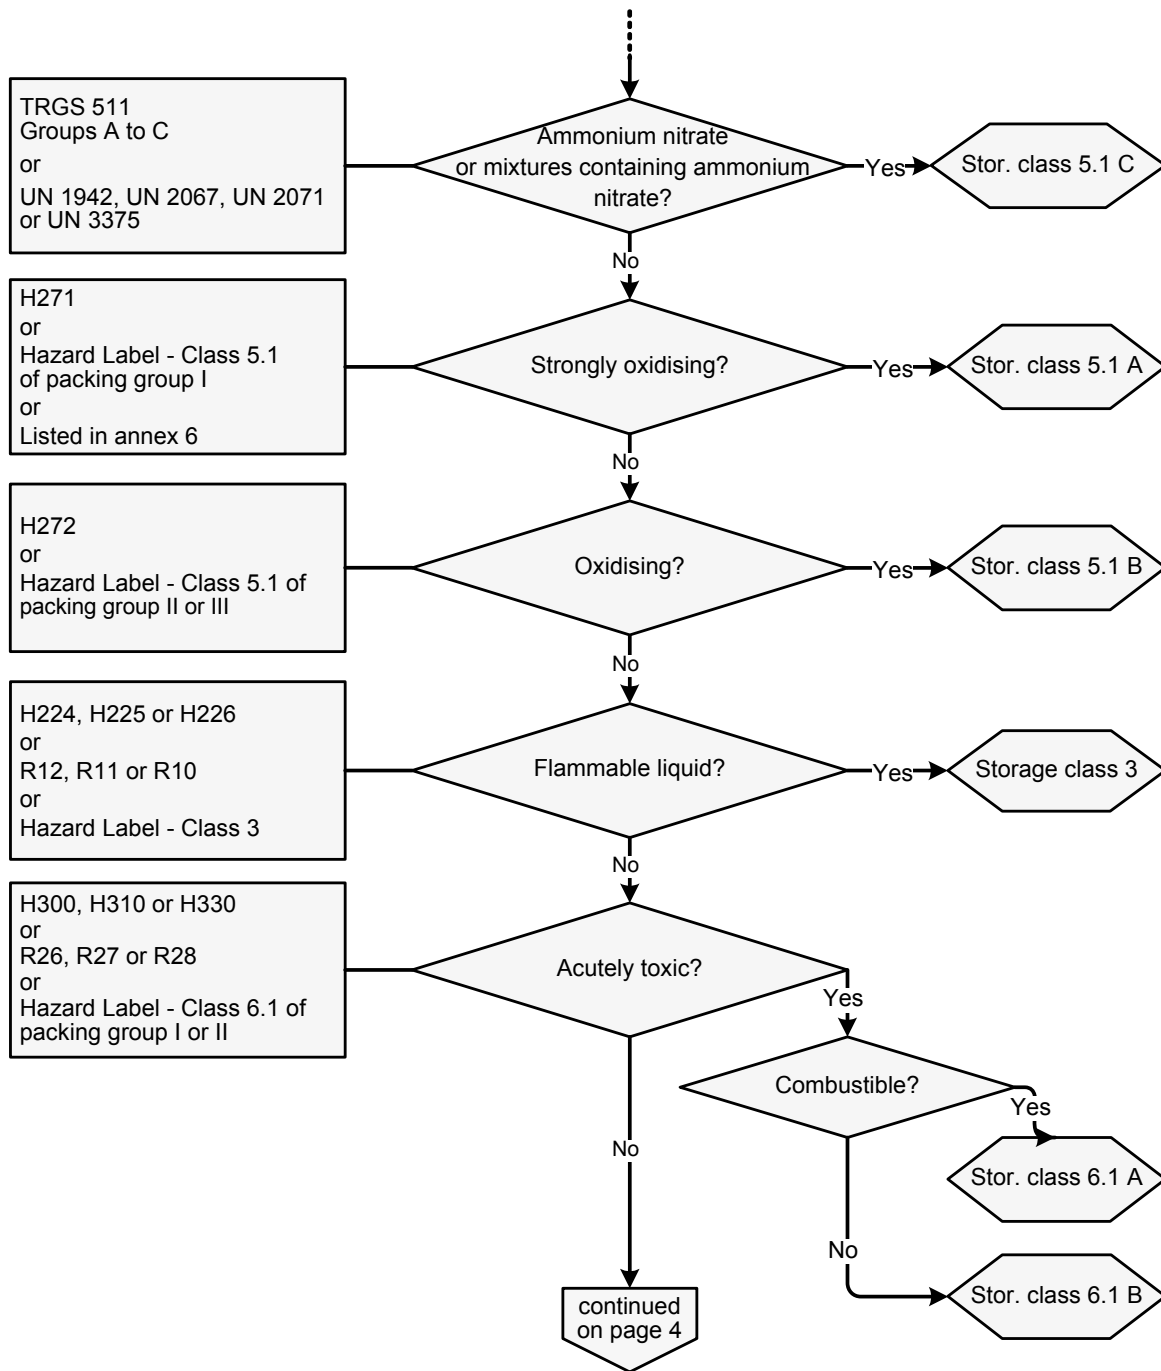 TRGS 511
Groups A to C
or
UN 1942, UN 2067, UN 2071
or UN 3375
Ammonium nitrate
or mixtures containing ammonium
nitrate?
Yes
Stor. class 5.1 C
No
H271
or
Hazard Label - Class 5.1
of packing group I
or
Listed in annex 6
Strongly oxidising?
Yes
Stor. class 5.1 A
No
H272
or
Hazard Label - Class 5.1 of
packing group II or III
Oxidising?
Yes
Stor. class 5.1 B
No
H224, H225 or H226
or
R12, R11 or R10
or
Hazard Label - Class 3
Flammable liquid?
Yes
Storage class 3
No
H300, H310 or H330
or
R26, R27 or R28
or
Hazard Label - Class 6.1 of
packing group I or II
Acutely toxic?
Yes
Combustible?
Yes
Stor. class 6.1 A
No
No
Stor. class 6.1 B
continued
on page 4